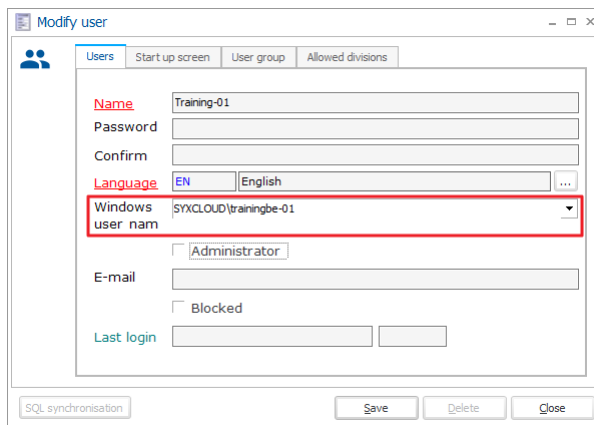 Modify user
Users Start up screen User group Allowed divisions
Name Training-01
Password
Confirm
Language EN English ...
Windows
user nam SYXCLOUD\trainingbe-01
Administrator
E-mail
Blocked
Last login
SQL synchronisation Save Delete Close